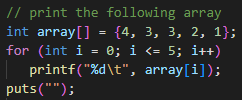 // print the following array
int array[] = {4, 3, 3, 2, 1};
for (int i = 0; i <= 5; i++)
    printf("%d\t", array[i]);
puts("");